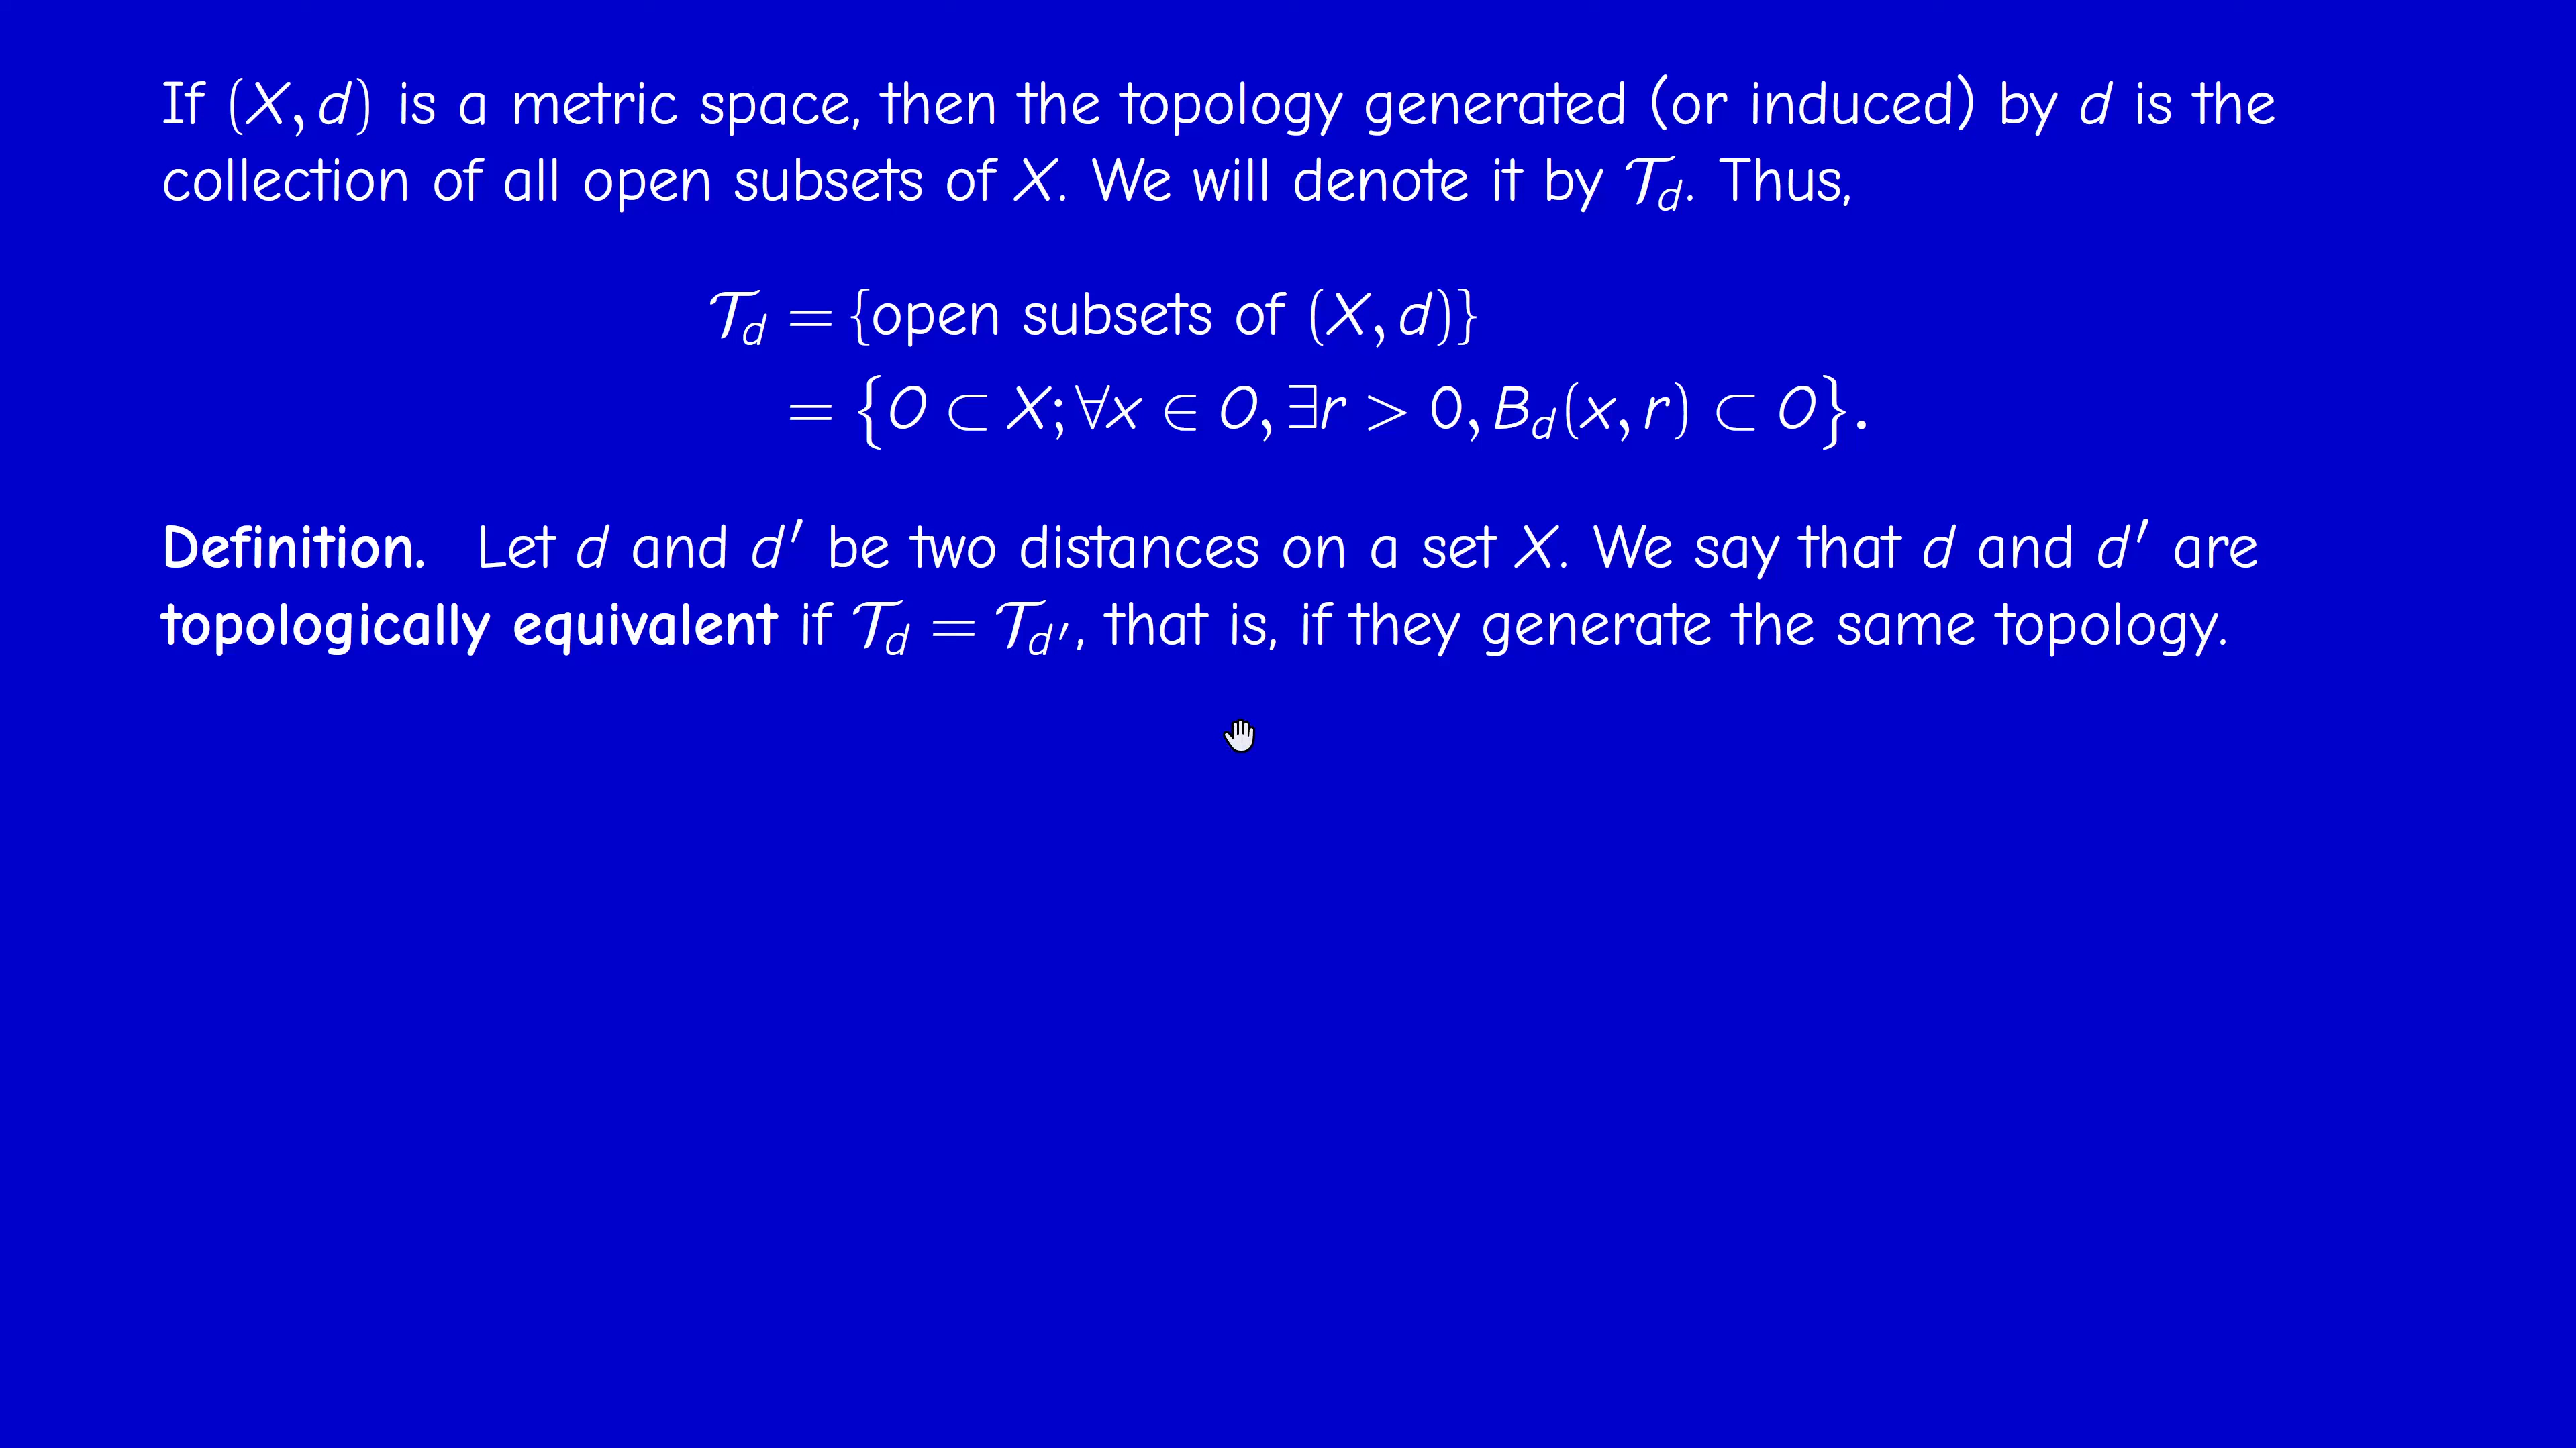 If (X, d) is a metric space, then the topology generated (or induced) by d is the
collection of all open subsets of X. We will denote it by 𝒯_d. Thus,
𝒯_d = {open subsets of (X, d)}
= {O ⊂ X; ∀x ∈ O, ∃r > 0, B_d(x, r) ⊂ O}.
Definition. Let d and d′ be two distances on a set X. We say that d and d′ are
topologically equivalent if 𝒯_d = 𝒯_d′, that is, if they generate the same topology.